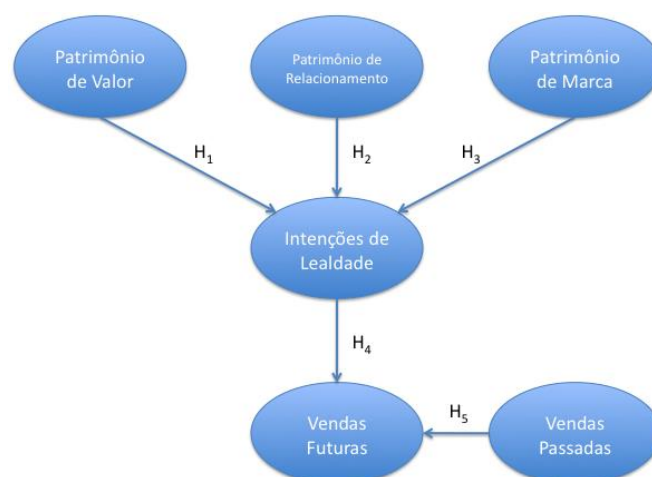 Patrimônio
de Valor
Patrimônio de
Relacionamento
Patrimônio
de Marca
H₁
H₂
H₃
Intenções de
Lealdade
H₄
Vendas
Futuras
H₅
Vendas
Passadas